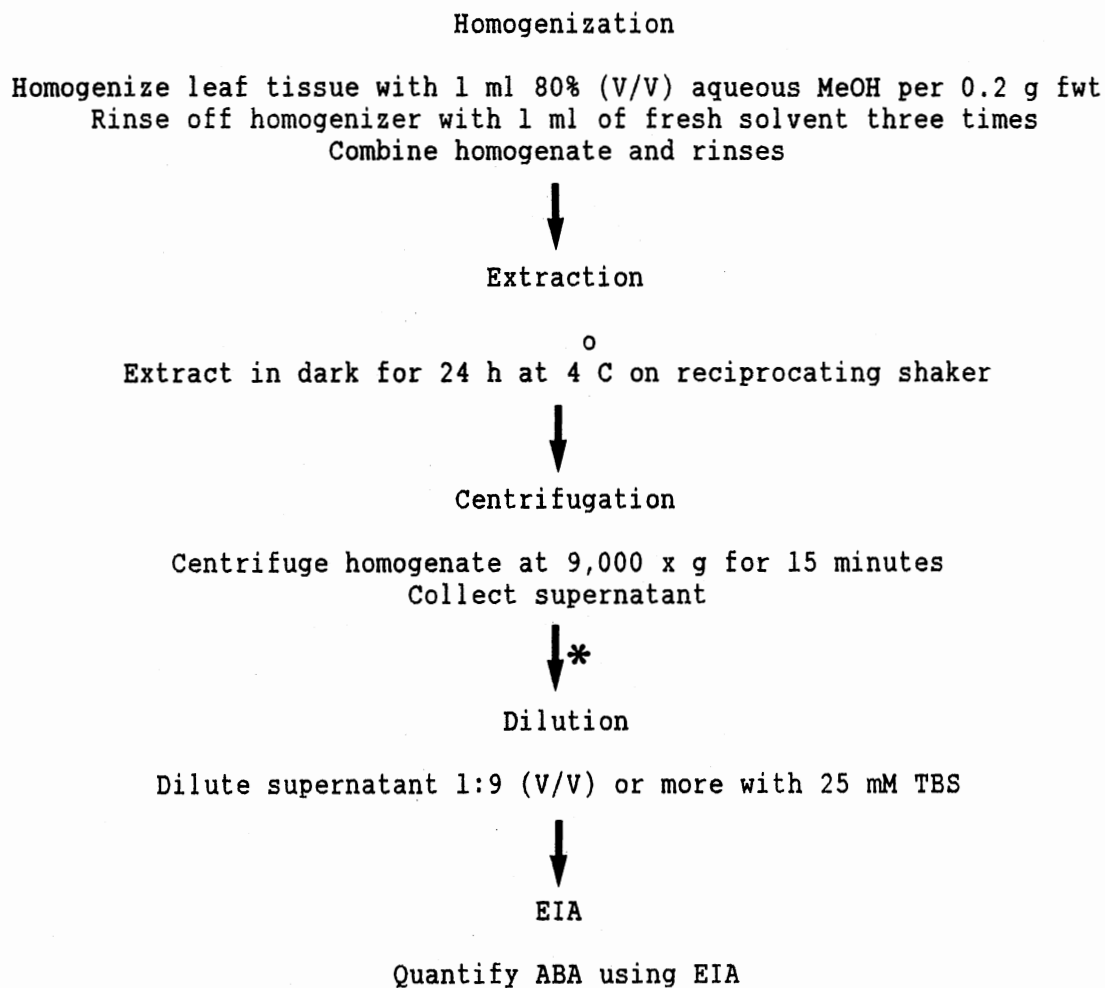 Homogenization
Homogenize leaf tissue with 1 ml 80% (V/V) aqueous MeOH per 0.2 g fwt
Rinse off homogenizer with 1 ml of fresh solvent three times
Combine homogenate and rinses
Extraction
Extract in dark for 24 h at 4°C on reciprocating shaker
Centrifugation
Centrifuge homogenate at 9,000 x g for 15 minutes
Collect supernatant
*
Dilution
Dilute supernatant 1:9 (V/V) or more with 25 mM TBS
EIA
Quantify ABA using EIA